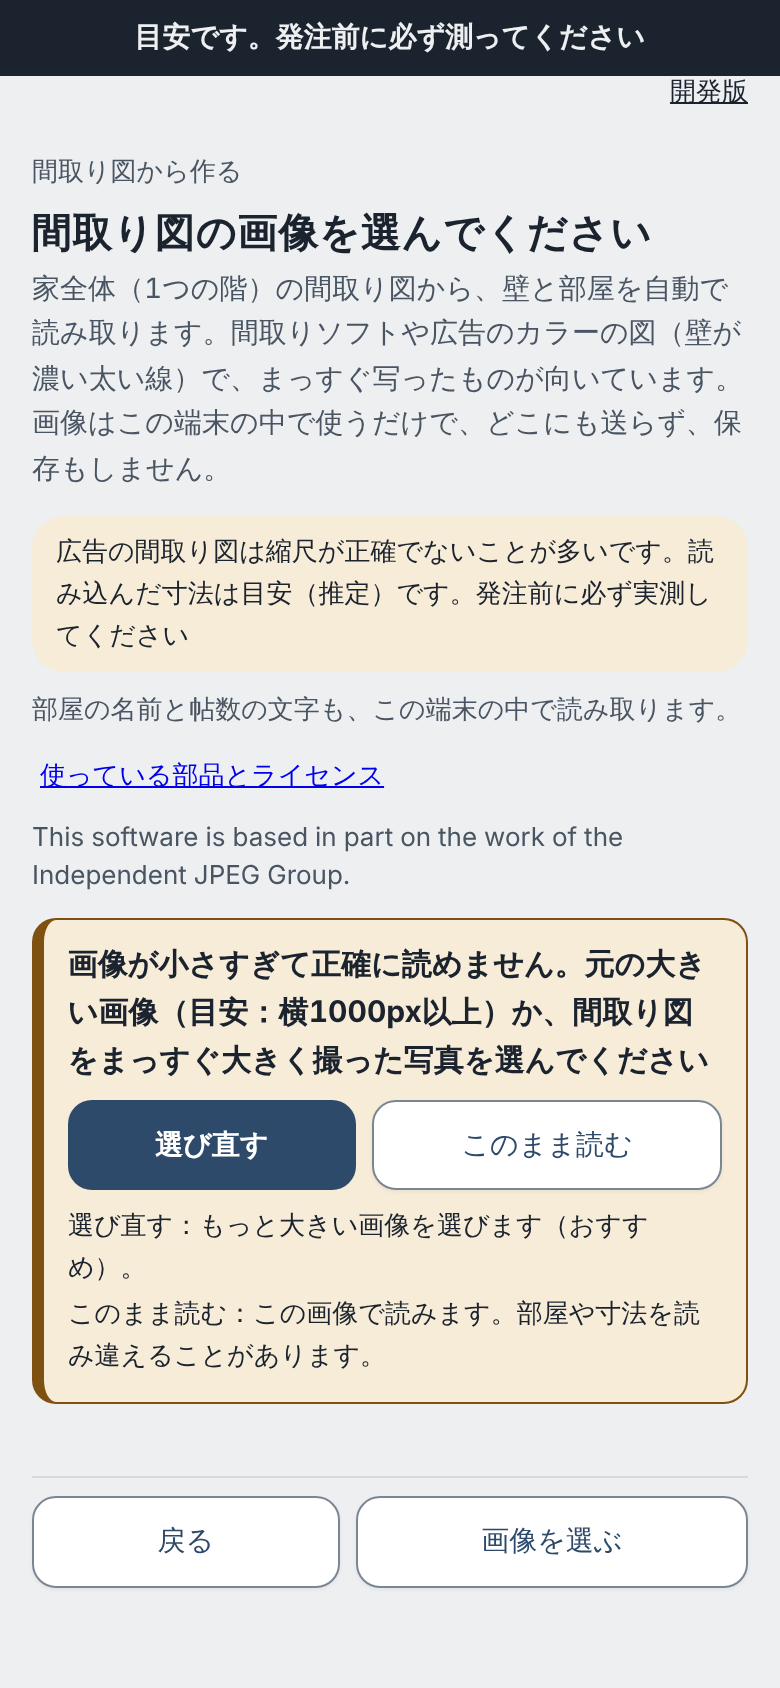 目安です。発注前に必ず測ってください
開発版
間取り図から作る
間取り図の画像を選んでください
家全体（1つの階）の間取り図から、壁と部屋を自動で
読み取ります。間取りソフトや広告のカラーの図（壁が
濃い太い線）で、まっすぐ写ったものが向いています。
画像はこの端末の中で使うだけで、どこにも送らず、保
存もしません。
広告の間取り図は縮尺が正確でないことが多いです。読
み込んだ寸法は目安（推定）です。発注前に必ず実測し
てください
部屋の名前と帖数の文字も、この端末の中で読み取ります。
使っている部品とライセンス
This software is based in part on the work of the
Independent JPEG Group.
画像が小さすぎて正確に読めません。元の大き
い画像（目安：横1000px以上）か、間取り図
をまっすぐ大きく撮った写真を選んでください
選び直す
このまま読む
選び直す：もっと大きい画像を選びます（おすす
め）。
このまま読む：この画像で読みます。部屋や寸法を読
み違えることがあります。
戻る
画像を選ぶ